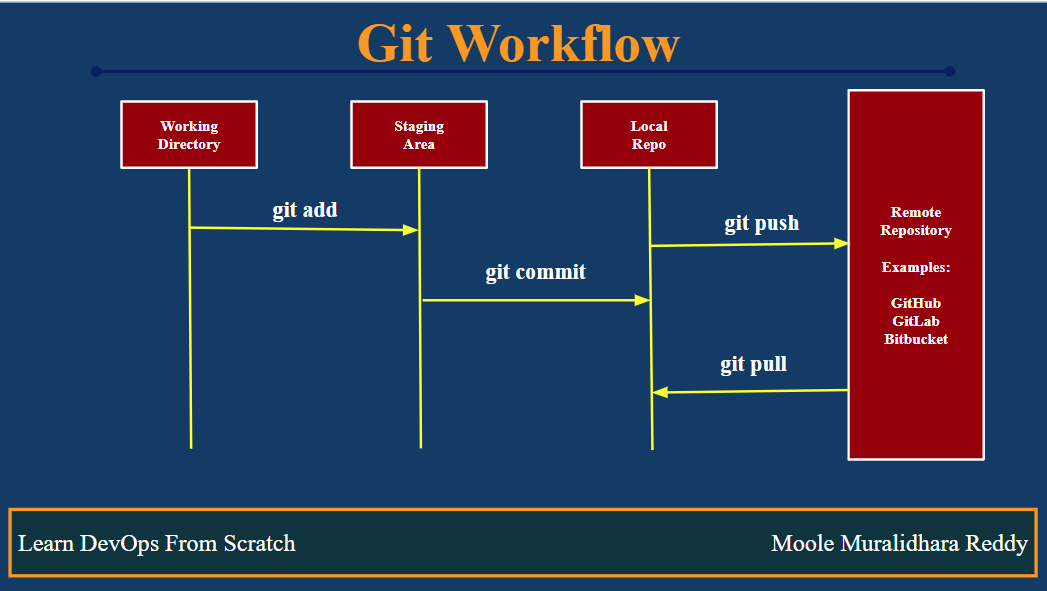 Git Workflow
Working
Directory
Staging
Area
Local
Repo
Remote
Repository
Examples:
GitHub
GitLab
Bitbucket
git add
git push
git commit
git pull
Learn DevOps From Scratch
Moole Muralidhara Reddy